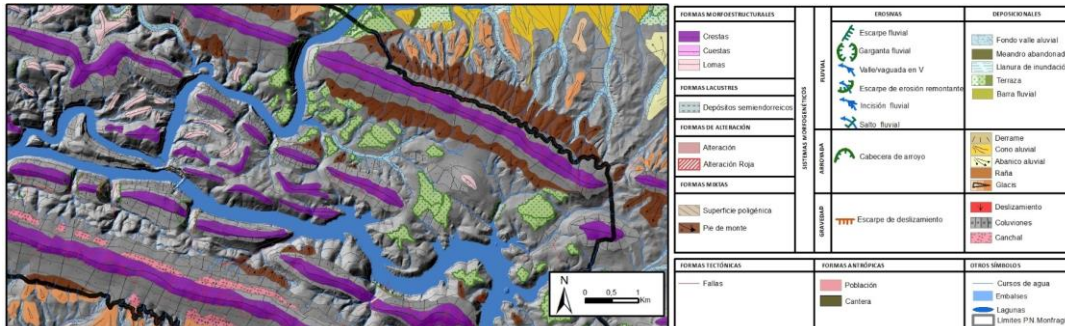 N
0 0.5 1
Km
FORMAS MORFOESTRUCTURALES
Crestas
Cuestas
Lomas
FORMAS LACUSTRES
Depósitos semiendorreicos
FORMAS DE ALTERACIÓN
Alteración
Alteración Roja
FORMAS MIXTAS
Superficie poligénica
Pie de monte
SISTEMAS MORFOGENÉTICOS
FLUVIAL
ARROYADA
GRAVEDAD
EROSIVAS
Escarpe fluvial
Garganta fluvial
Valle/vaguada en V
Escarpe de erosión remontante
Incisión fluvial
Salto fluvial
Cabecera de arroyo
Escarpe de deslizamiento
DEPOSICIONALES
Fondo valle aluvial
Meandro abandonad
Llanura de inundació
Terraza
Barra fluvial
Derrame
Cono aluvial
Abanico aluvial
Raña
Glacis
Deslizamiento
Coluviones
Canchal
FORMAS TECTÓNICAS
Fallas
FORMAS ANTRÓPICAS
Población
Cantera
OTROS SÍMBOLOS
Cursos de agua
Embalses
Lagunas
Límites PN Monfragü